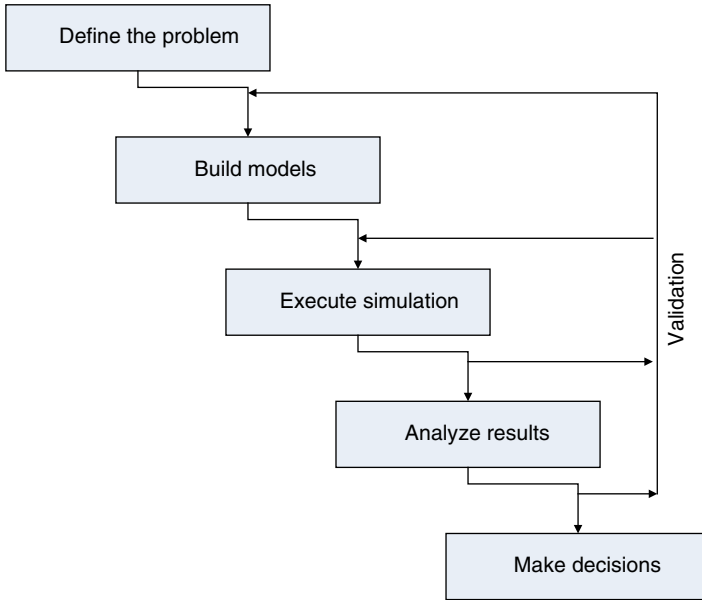 Define the problem
Build models
Execute simulation
Validation
Analyze results
Make decisions